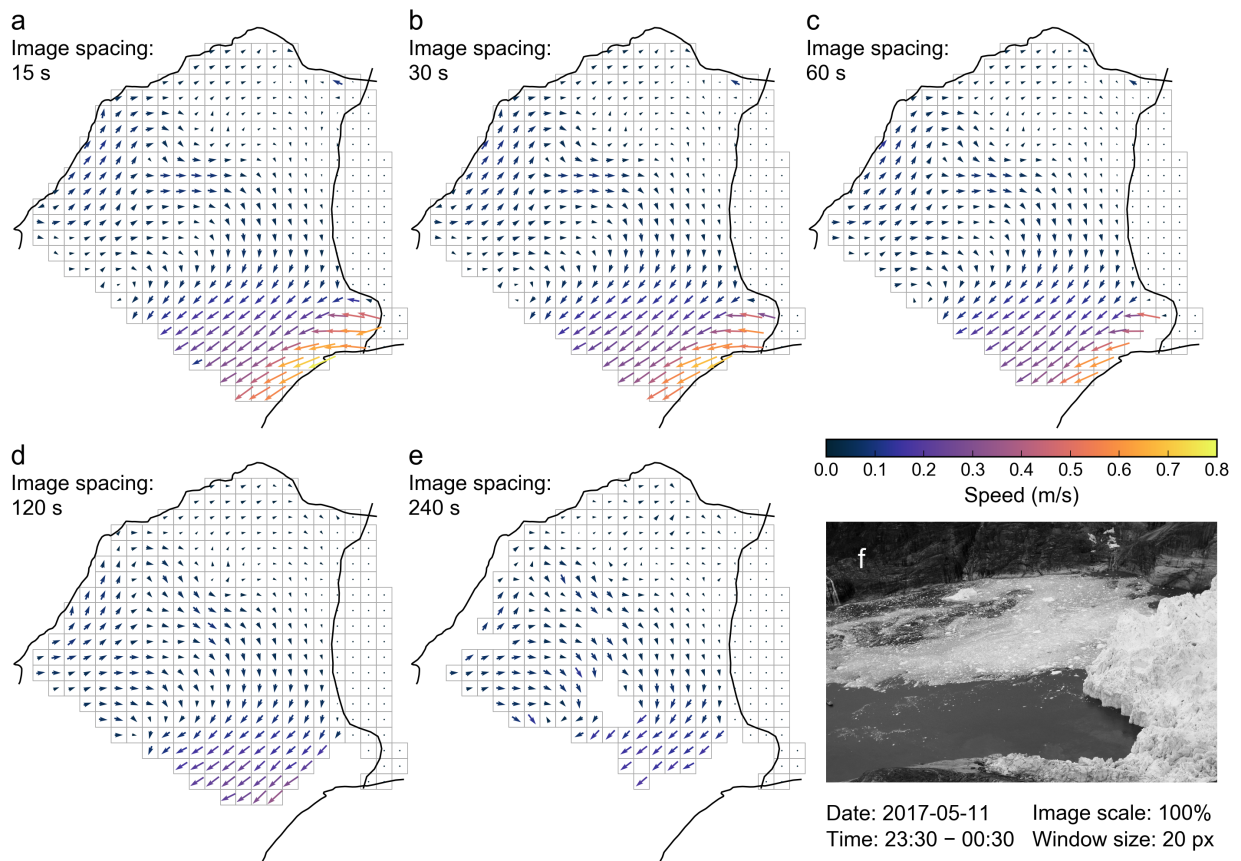 a
Image spacing:
15 s
b
Image spacing:
30 s
c
Image spacing:
60 s
d
Image spacing:
120 s
e
Image spacing:
240 s
0.0 0.1 0.2 0.3 0.4 0.5 0.6 0.7 0.8
Speed (m/s)
f
Date: 2017-05-11 Image scale: 100%
Time: 23:30 − 00:30 Window size: 20 px